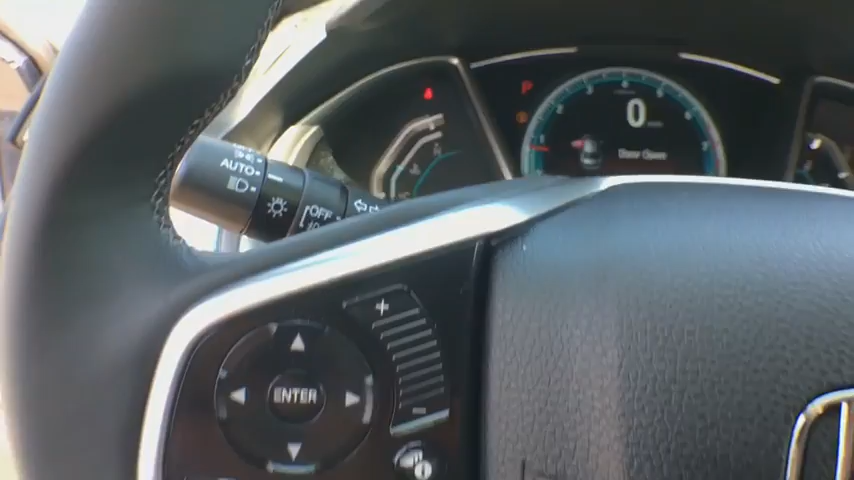 P
0
Door Open
AUTO
OFF
+
ENTER
-